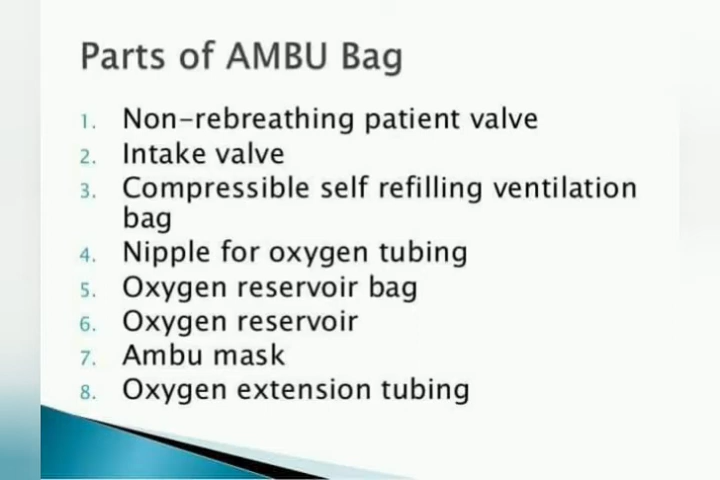 Parts of AMBU Bag
1. Non-rebreathing patient valve
2. Intake valve
3. Compressible self refilling ventilation
bag
4. Nipple for oxygen tubing
5. Oxygen reservoir bag
6. Oxygen reservoir
7. Ambu mask
8. Oxygen extension tubing